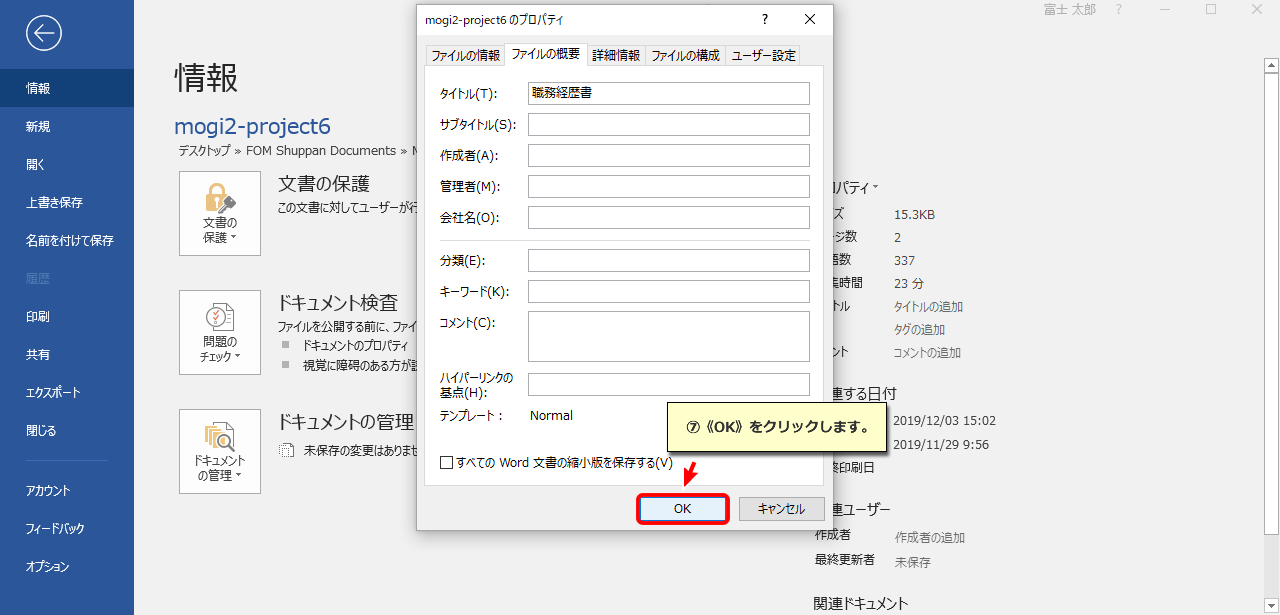 富士 太郎
?
情報
新規
開く
上書き保存
名前を付けて保存
履歴
印刷
共有
エクスポート
閉じる
アカウント
フィードバック
オプション
情報
mogi2-project6
デスクトップ » FOM Shuppan Documents »
文書の
保護
文書の保護
この文書に対してユーザーが行
問題の
チェック
ドキュメント検査
ファイルを公開する前に、ファイ
ドキュメントのプロパティ
視覚に障碍のある方が
ドキュメント
の管理
ドキュメントの管理
未保存の変更はありませ
mogi2-project6 のプロパティ
?
ファイルの情報 ファイルの概要 詳細情報 ファイルの構成 ユーザー設定
タイトル(T): 職務経歴書
サブタイトル(S):
作成者(A):
管理者(M):
会社名(O):
分類(E):
キーワード(K):
コメント(C):
ハイパーリンクの
基点(H):
テンプレート: Normal
すべての Word 文書の縮小版を保存する(V)
OK キャンセル
⑦《OK》をクリックします。
パティ
ズ 15.3KB
ジ数 2
数 337
時間 23 分
トル タイトルの追加
タグの追加
ント コメントの追加
する日付
2019/12/03 15:02
2019/11/29 9:56
印刷日
ユーザー
作成者 作成者の追加
最終更新者 未保存
関連ドキュメント